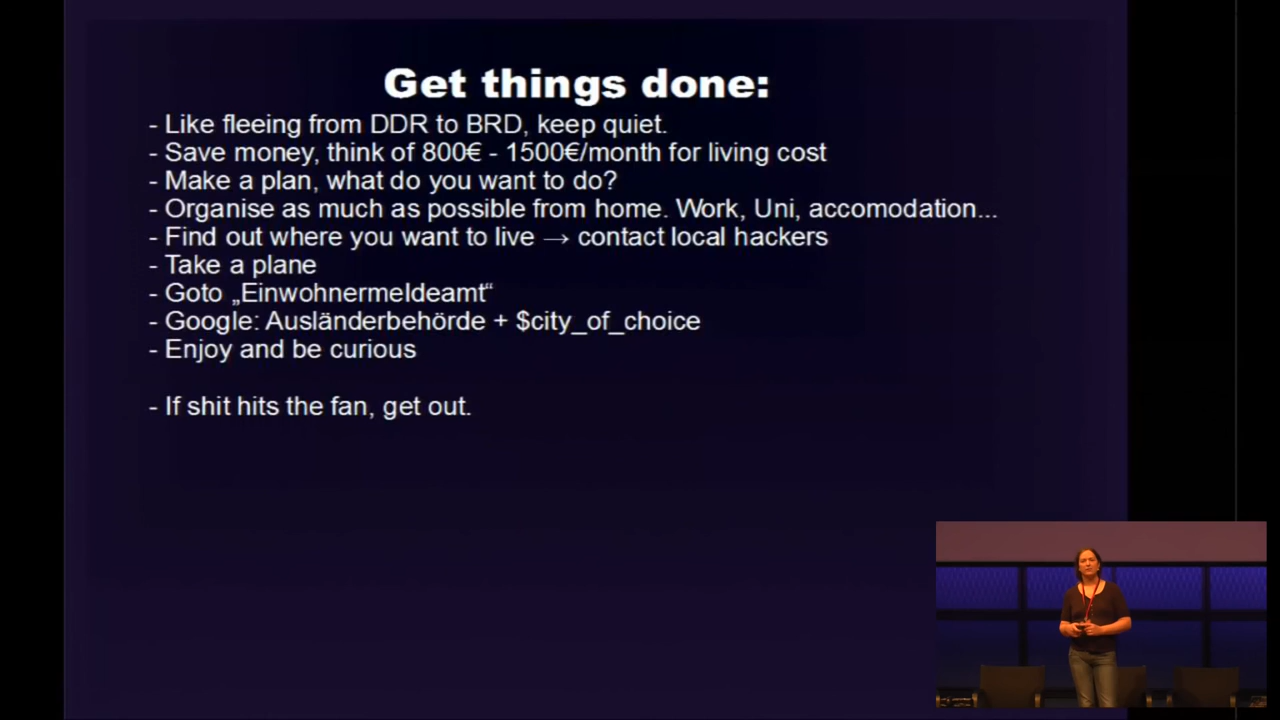 Get things done:
- Like fleeing from DDR to BRD, keep quiet.
- Save money, think of 800€ - 1500€/month for living cost
- Make a plan, what do you want to do?
- Organise as much as possible from home. Work, Uni, accomodation...
- Find out where you want to live → contact local hackers
- Take a plane
- Goto „Einwohnermeldeamt“
- Google: Ausländerbehörde + $city_of_choice
- Enjoy and be curious
- If shit hits the fan, get out.